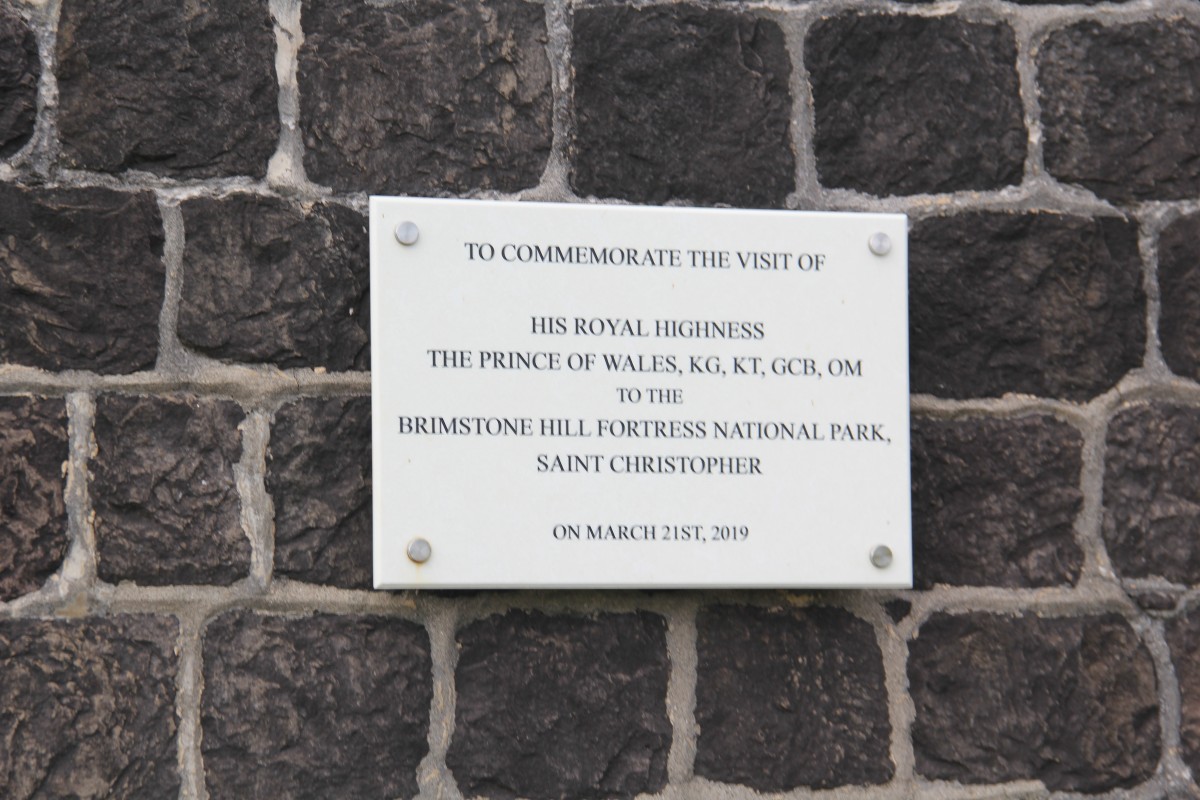 TO COMMEMORATE THE VISIT OF
HIS ROYAL HIGHNESS
THE PRINCE OF WALES, KG, KT, GCB, OM
TO THE
BRIMSTONE HILL FORTRESS NATIONAL PARK,
SAINT CHRISTOPHER
ON MARCH 21ST, 2019